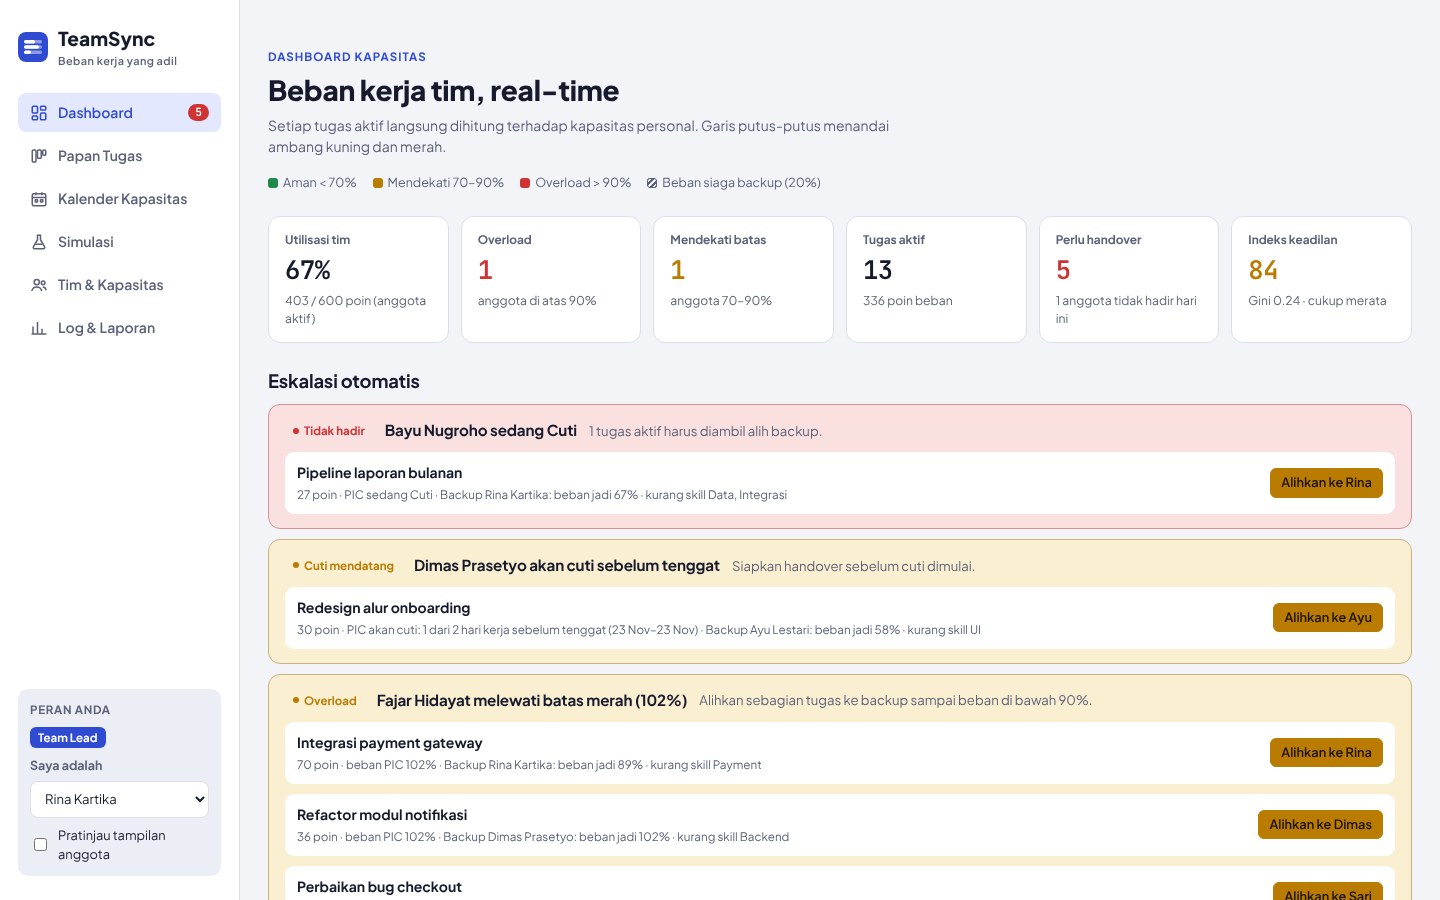 TeamSync
Beban kerja yang adil
Dashboard
5
Papan Tugas
Kalender Kapasitas
Simulasi
Tim & Kapasitas
Log & Laporan
PERAN ANDA
Team Lead
Saya adalah
Rina Kartika
Pratinjau tampilan
anggota
DASHBOARD KAPASITAS
Beban kerja tim, real-time
Setiap tugas aktif langsung dihitung terhadap kapasitas personal. Garis putus-putus menandai
ambang kuning dan merah.
Aman < 70%
Mendekati 70–90%
Overload > 90%
Beban siaga backup (20%)
Utilisasi tim
67%
403 / 600 poin (anggota
aktif)
Overload
1
anggota di atas 90%
Mendekati batas
1
anggota 70–90%
Tugas aktif
13
336 poin beban
Perlu handover
5
1 anggota tidak hadir hari
ini
Indeks keadilan
84
Gini 0.24 · cukup merata
Eskalasi otomatis
Tidak hadir
Bayu Nugroho sedang Cuti
1 tugas aktif harus diambil alih backup.
Pipeline laporan bulanan
27 poin · PIC sedang Cuti · Backup Rina Kartika: beban jadi 67% · kurang skill Data, Integrasi
Alihkan ke Rina
Cuti mendatang
Dimas Prasetyo akan cuti sebelum tenggat
Siapkan handover sebelum cuti dimulai.
Redesign alur onboarding
30 poin · PIC akan cuti: 1 dari 2 hari kerja sebelum tenggat (23 Nov–23 Nov) · Backup Ayu Lestari: beban jadi 58% · kurang skill UI
Alihkan ke Ayu
Overload
Fajar Hidayat melewati batas merah (102%)
Alihkan sebagian tugas ke backup sampai beban di bawah 90%.
Integrasi payment gateway
70 poin · beban PIC 102% · Backup Rina Kartika: beban jadi 89% · kurang skill Payment
Alihkan ke Rina
Refactor modul notifikasi
36 poin · beban PIC 102% · Backup Dimas Prasetyo: beban jadi 102% · kurang skill Backend
Alihkan ke Dimas
Perbaikan bug checkout
Alihkan ke Sari